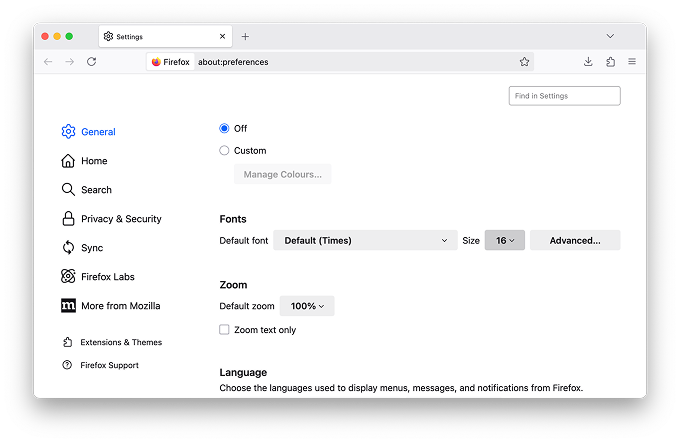 Settings
Firefox about:preferences
Find in Settings
General
Home
Search
Privacy & Security
Sync
Firefox Labs
More from Mozilla
Extensions & Themes
Firefox Support
Off
Custom
Manage Colours...
Fonts
Default font Default (Times) Size 16 Advanced...
Zoom
Default zoom 100%
Zoom text only
Language
Choose the languages used to display menus, messages, and notifications from Firefox.